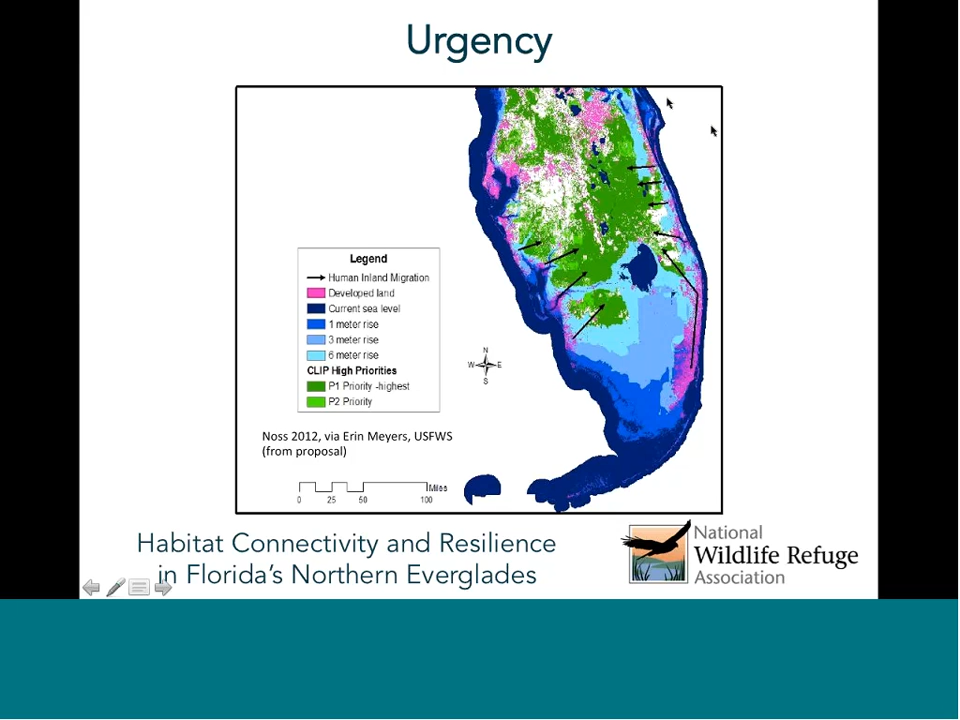 Urgency
Legend
Human Inland Migration
Developed land
Current sea level
1 meter rise
3 meter rise
6 meter rise
CLIP High Priorities
P1 Priority -highest
P2 Priority
N
W E
S
Noss 2012, via Erin Meyers, USFWS
(from proposal)
Miles
0 25 50 100
Habitat Connectivity and Resilience
in Florida's Northern Everglades
National
Wildlife Refuge
Association